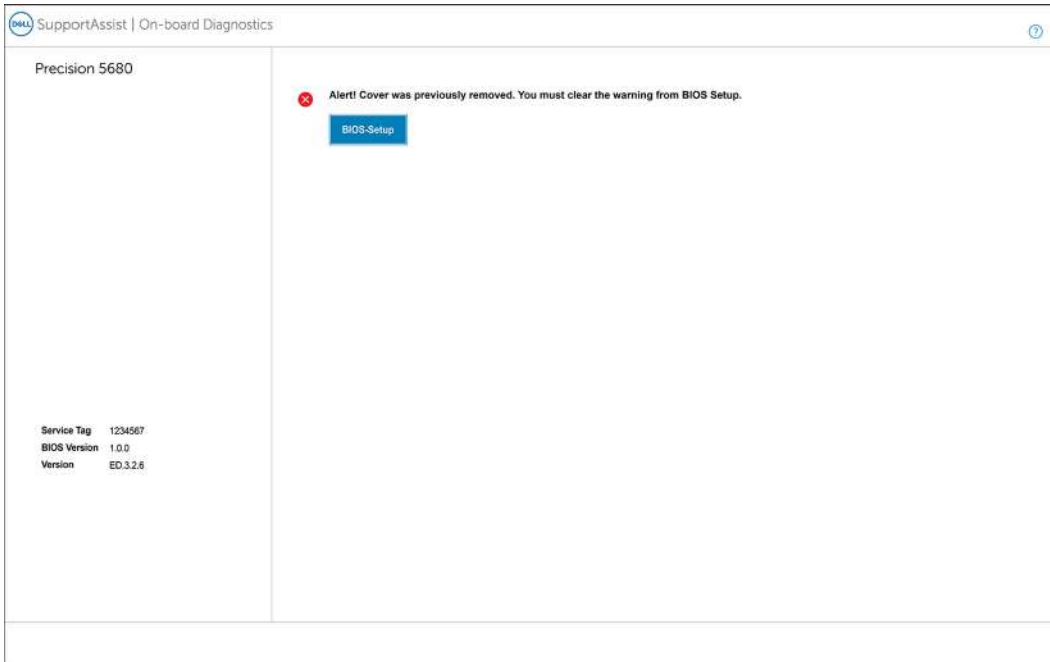 DELL SupportAssist | On-board Diagnostics
?
Precision 5680
Alert! Cover was previously removed. You must clear the warning from BIOS Setup.
BIOS-Setup
Service Tag 1234567
BIOS Version 1.0.0
Version ED.3.2.6